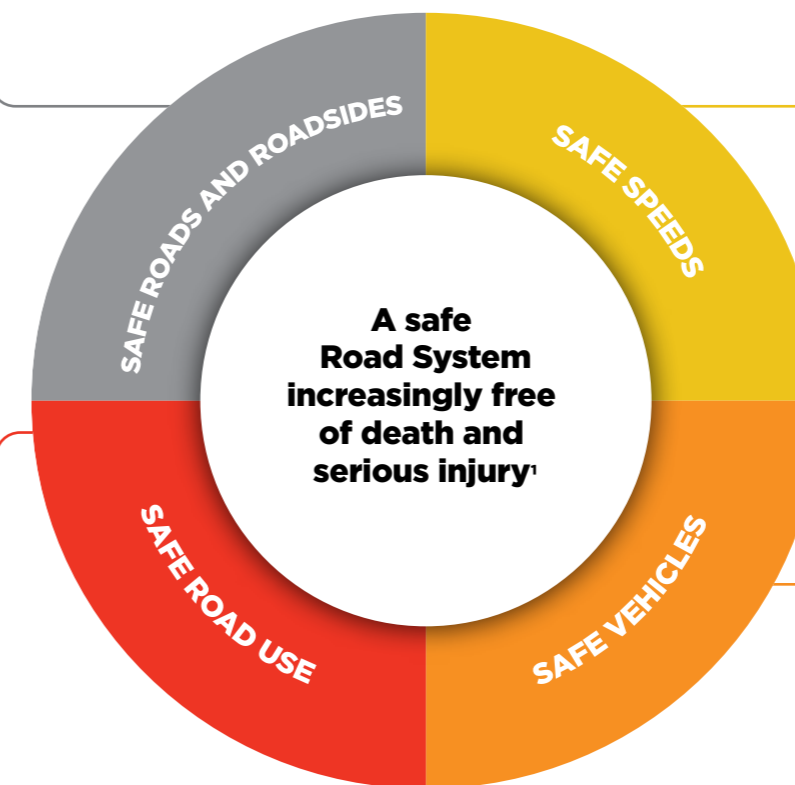 SAFE ROADS AND ROADSIDES
SAFE SPEEDS
A safe
Road System
increasingly free
of death and
serious injury¹
SAFE ROAD USE
SAFE VEHICLES